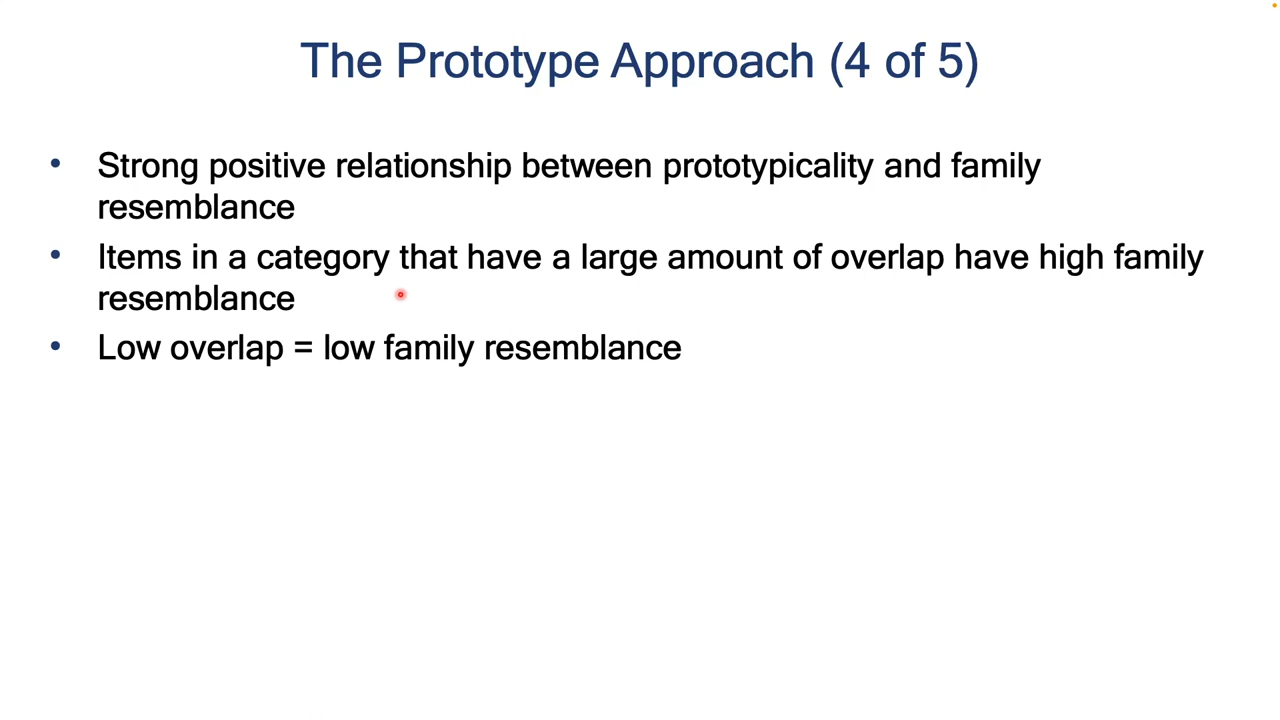 The Prototype Approach (4 of 5)
• Strong positive relationship between prototypicality and family
resemblance
• Items in a category that have a large amount of overlap have high family
resemblance
• Low overlap = low family resemblance